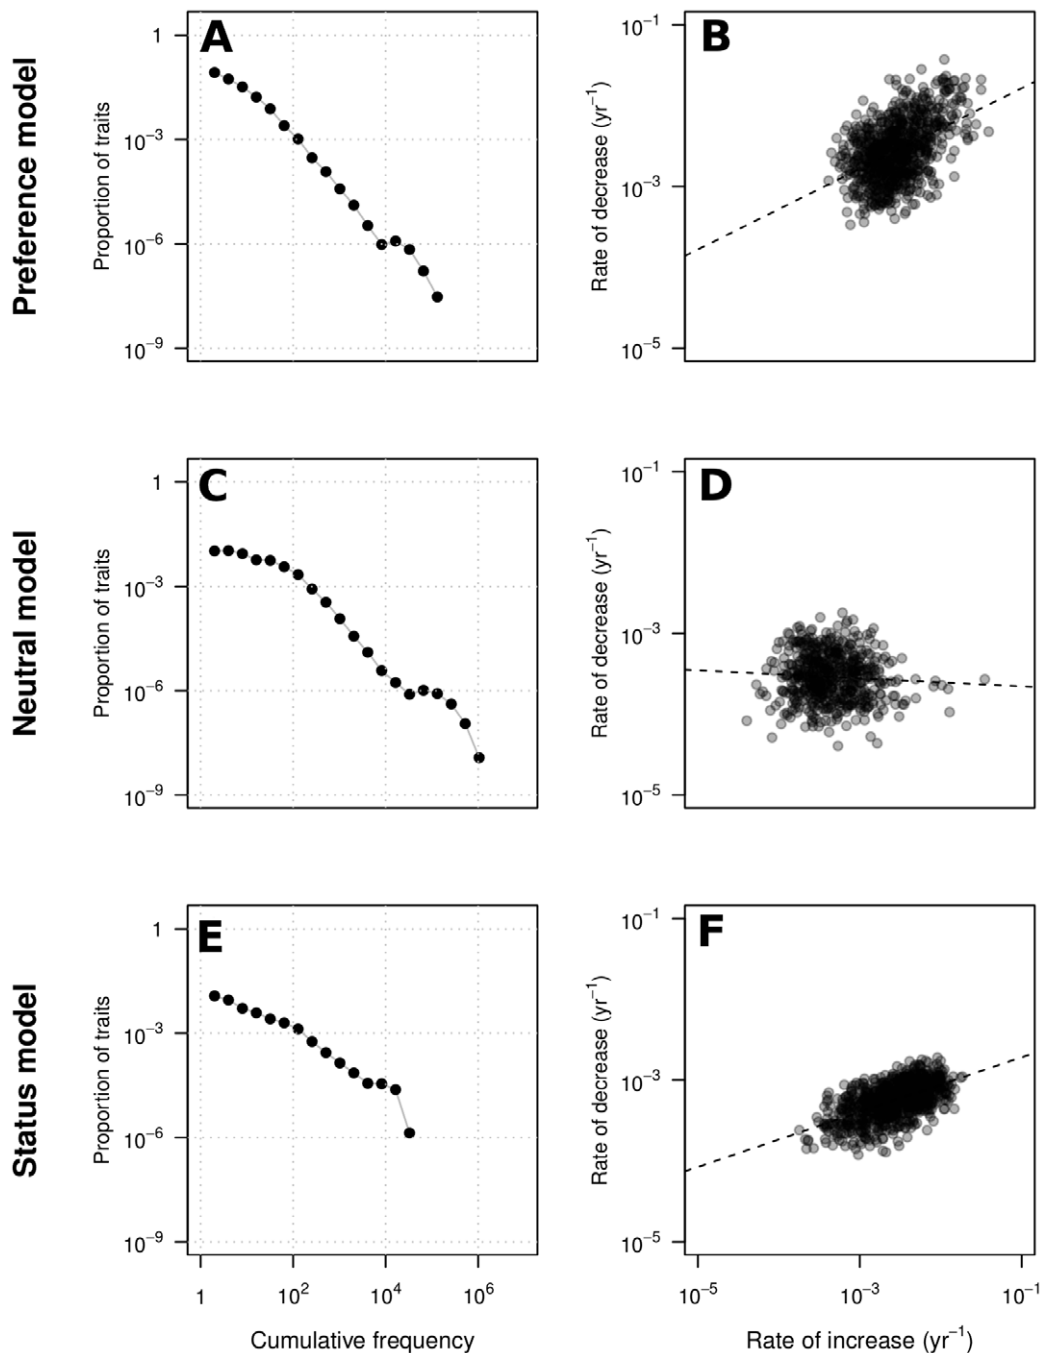 Preference model
Proportion of traits
A
1
10⁻³
10⁻⁶
10⁻⁹
Rate of decrease (yr⁻¹)
B
10⁻¹
10⁻³
10⁻⁵
Neutral model
Proportion of traits
C
1
10⁻³
10⁻⁶
10⁻⁹
Rate of decrease (yr⁻¹)
D
10⁻¹
10⁻³
10⁻⁵
Status model
Proportion of traits
E
1
10⁻³
10⁻⁶
10⁻⁹
1 10² 10⁴ 10⁶
Cumulative frequency
Rate of decrease (yr⁻¹)
F
10⁻¹
10⁻³
10⁻⁵
10⁻⁵ 10⁻³ 10⁻¹
Rate of increase (yr⁻¹)